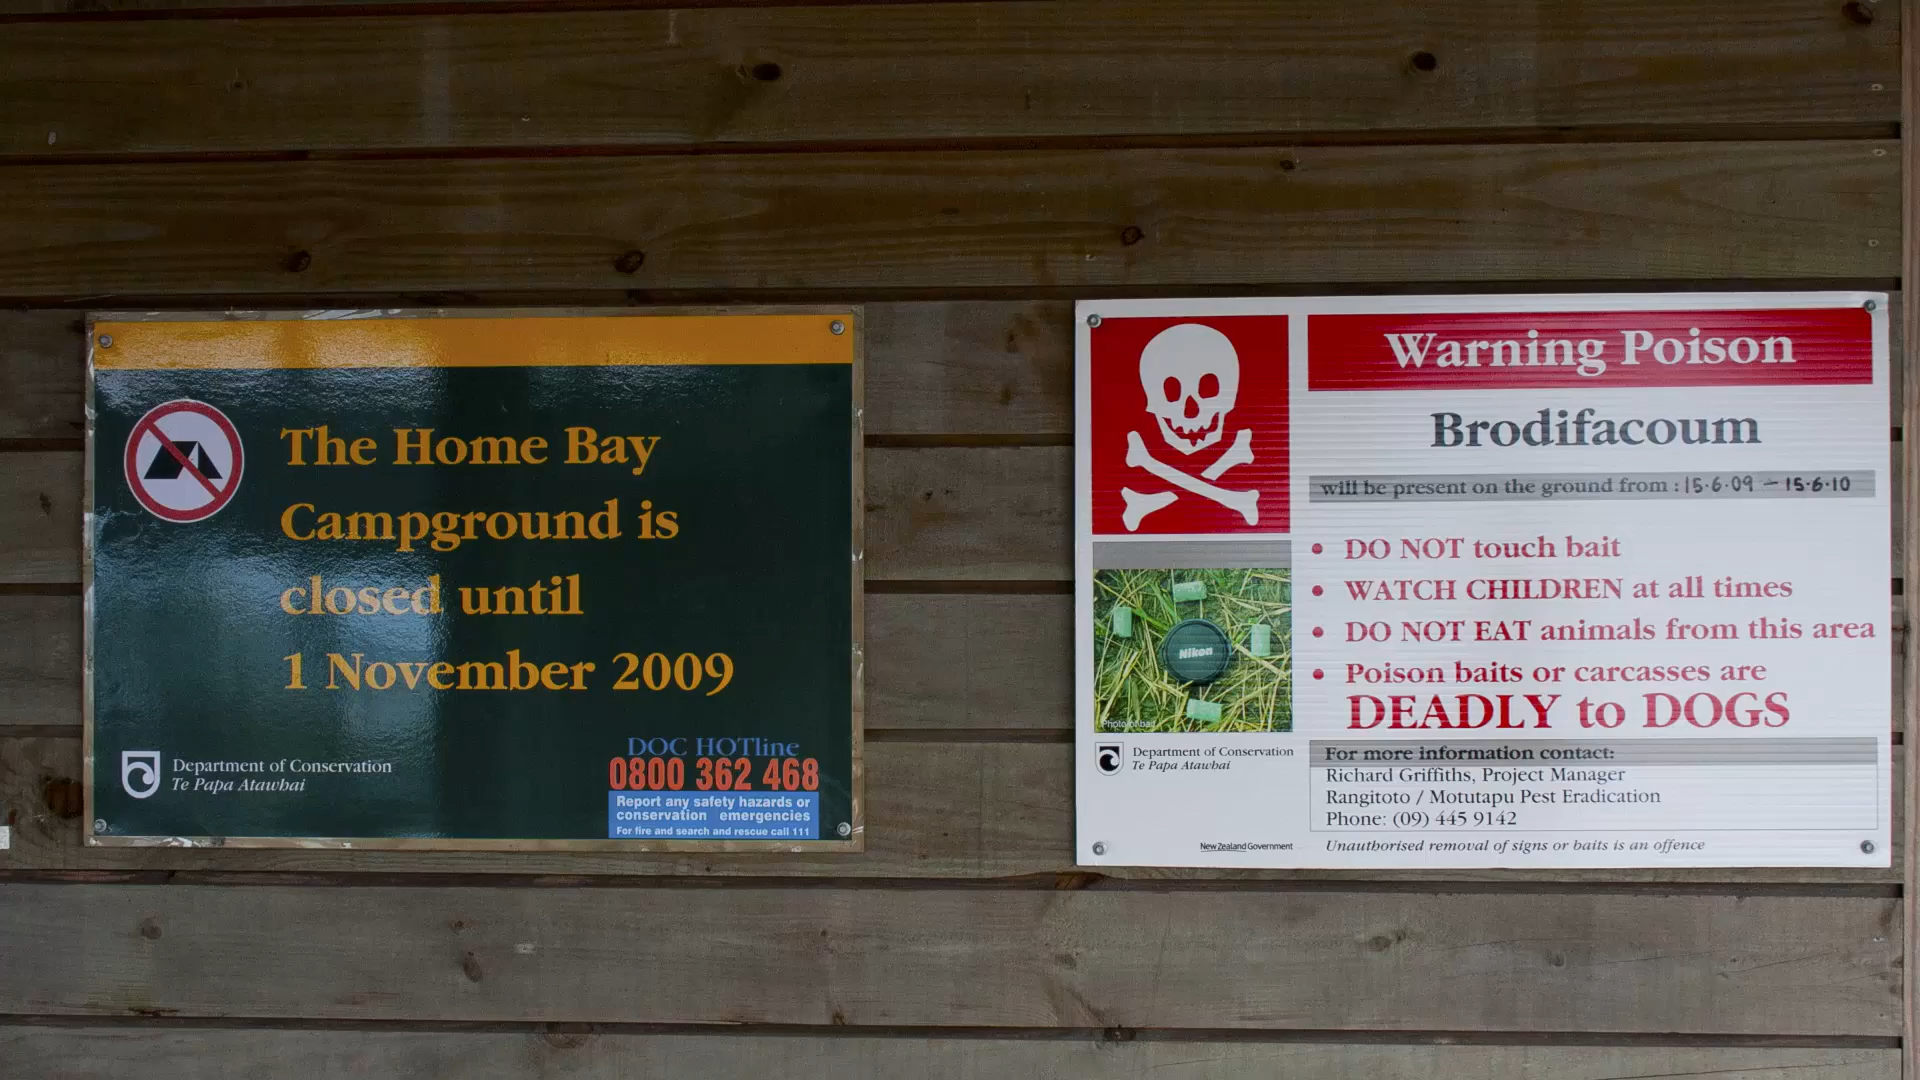 The Home Bay
Campground is
closed until
1 November 2009
Department of Conservation
Te Papa Atawhai
DOC HOTline
0800 362 468
Report any safety hazards or
conservation emergencies
For fire and search and rescue call 111
Warning Poison
Brodifacoum
will be present on the ground from : 15·6·09 – 15·6·10
• DO NOT touch bait
• WATCH CHILDREN at all times
• DO NOT EAT animals from this area
• Poison baits or carcasses are
DEADLY to DOGS
Nikon
Photo of bait
Department of Conservation
Te Papa Atawhai
For more information contact:
Richard Griffiths, Project Manager
Rangitoto / Motutapu Pest Eradication
Phone: (09) 445 9142
New Zealand Government
Unauthorised removal of signs or baits is an offence